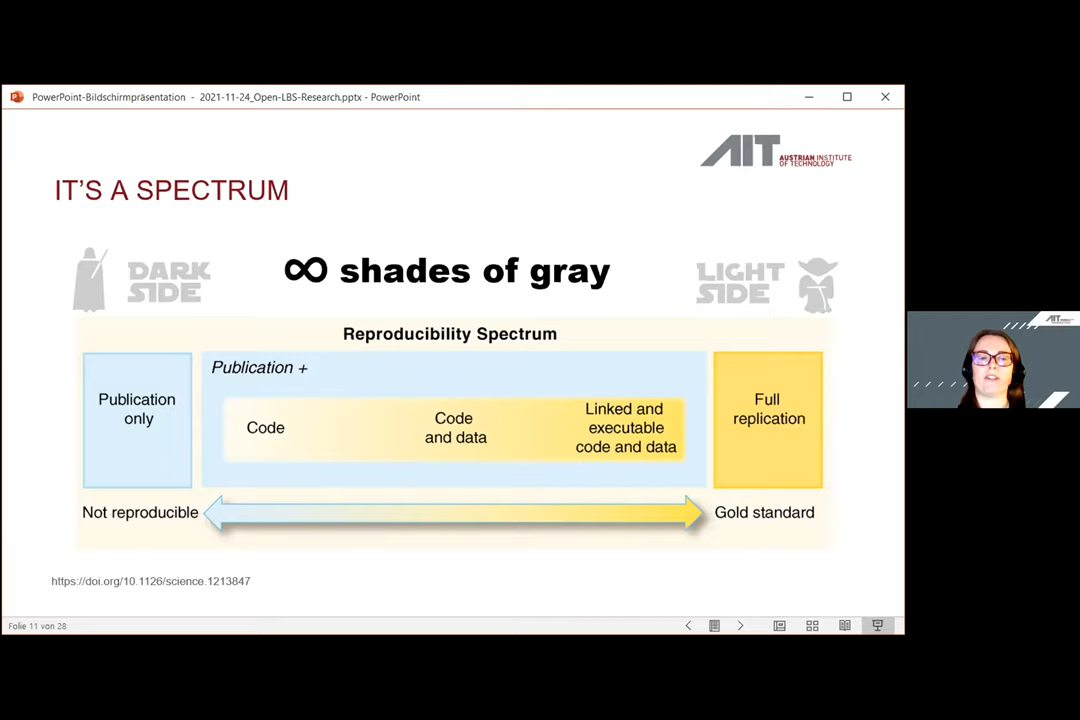 PowerPoint-Bildschirmpräsentation - 2021-11-24_Open-LBS-Research.pptx - PowerPoint
AIT AUSTRIAN INSTITUTE
OF TECHNOLOGY
IT'S A SPECTRUM
DARK
SIDE
∞ shades of gray
LIGHT
SIDE
Reproducibility Spectrum
Publication
only
Publication +
Code
Code
and data
Linked and
executable
code and data
Full
replication
Not reproducible
Gold standard
https://doi.org/10.1126/science.1213847
Folie 11 von 28
AIT